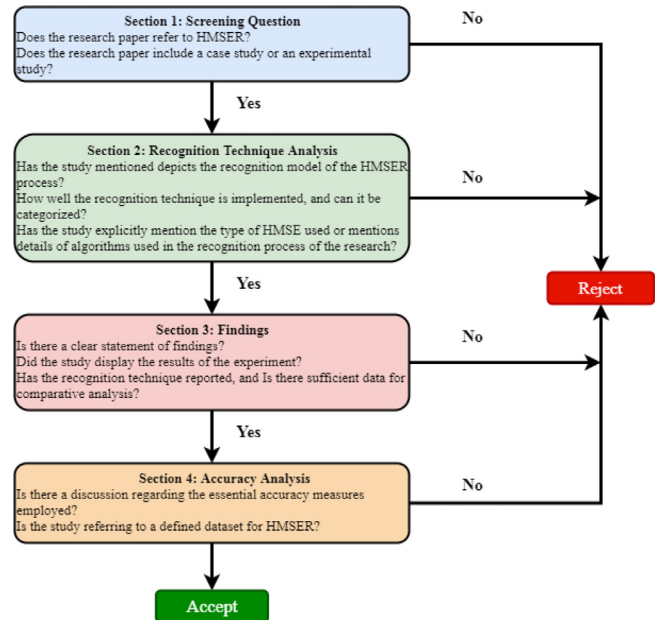 Section 1: Screening Question
No
Does the research paper refer to HMSER?
Does the research paper include a case study or an experimental
study?
Yes
Section 2: Recognition Technique Analysis
Has the study mentioned depicts the recognition model of the HMSER
process?
No
How well the recognition technique is implemented, and can it be
categorized?
Has the study explicitly mention the type of HMSE used or mentions
details of algorithms used in the recognition process of the research?
Yes
Reject
Section 3: Findings
Is there a clear statement of findings?
No
Did the study display the results of the experiment?
Has the recognition technique reported, and Is there sufficient data for
comparative analysis?
Yes
Section 4: Accuracy Analysis
No
Is there a discussion regarding the essential accuracy measures
employed?
Is the study referring to a defined dataset for HMSER?
Accept